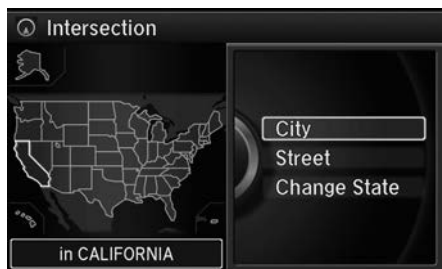 Intersection
City
Street
Change State
in CALIFORNIA